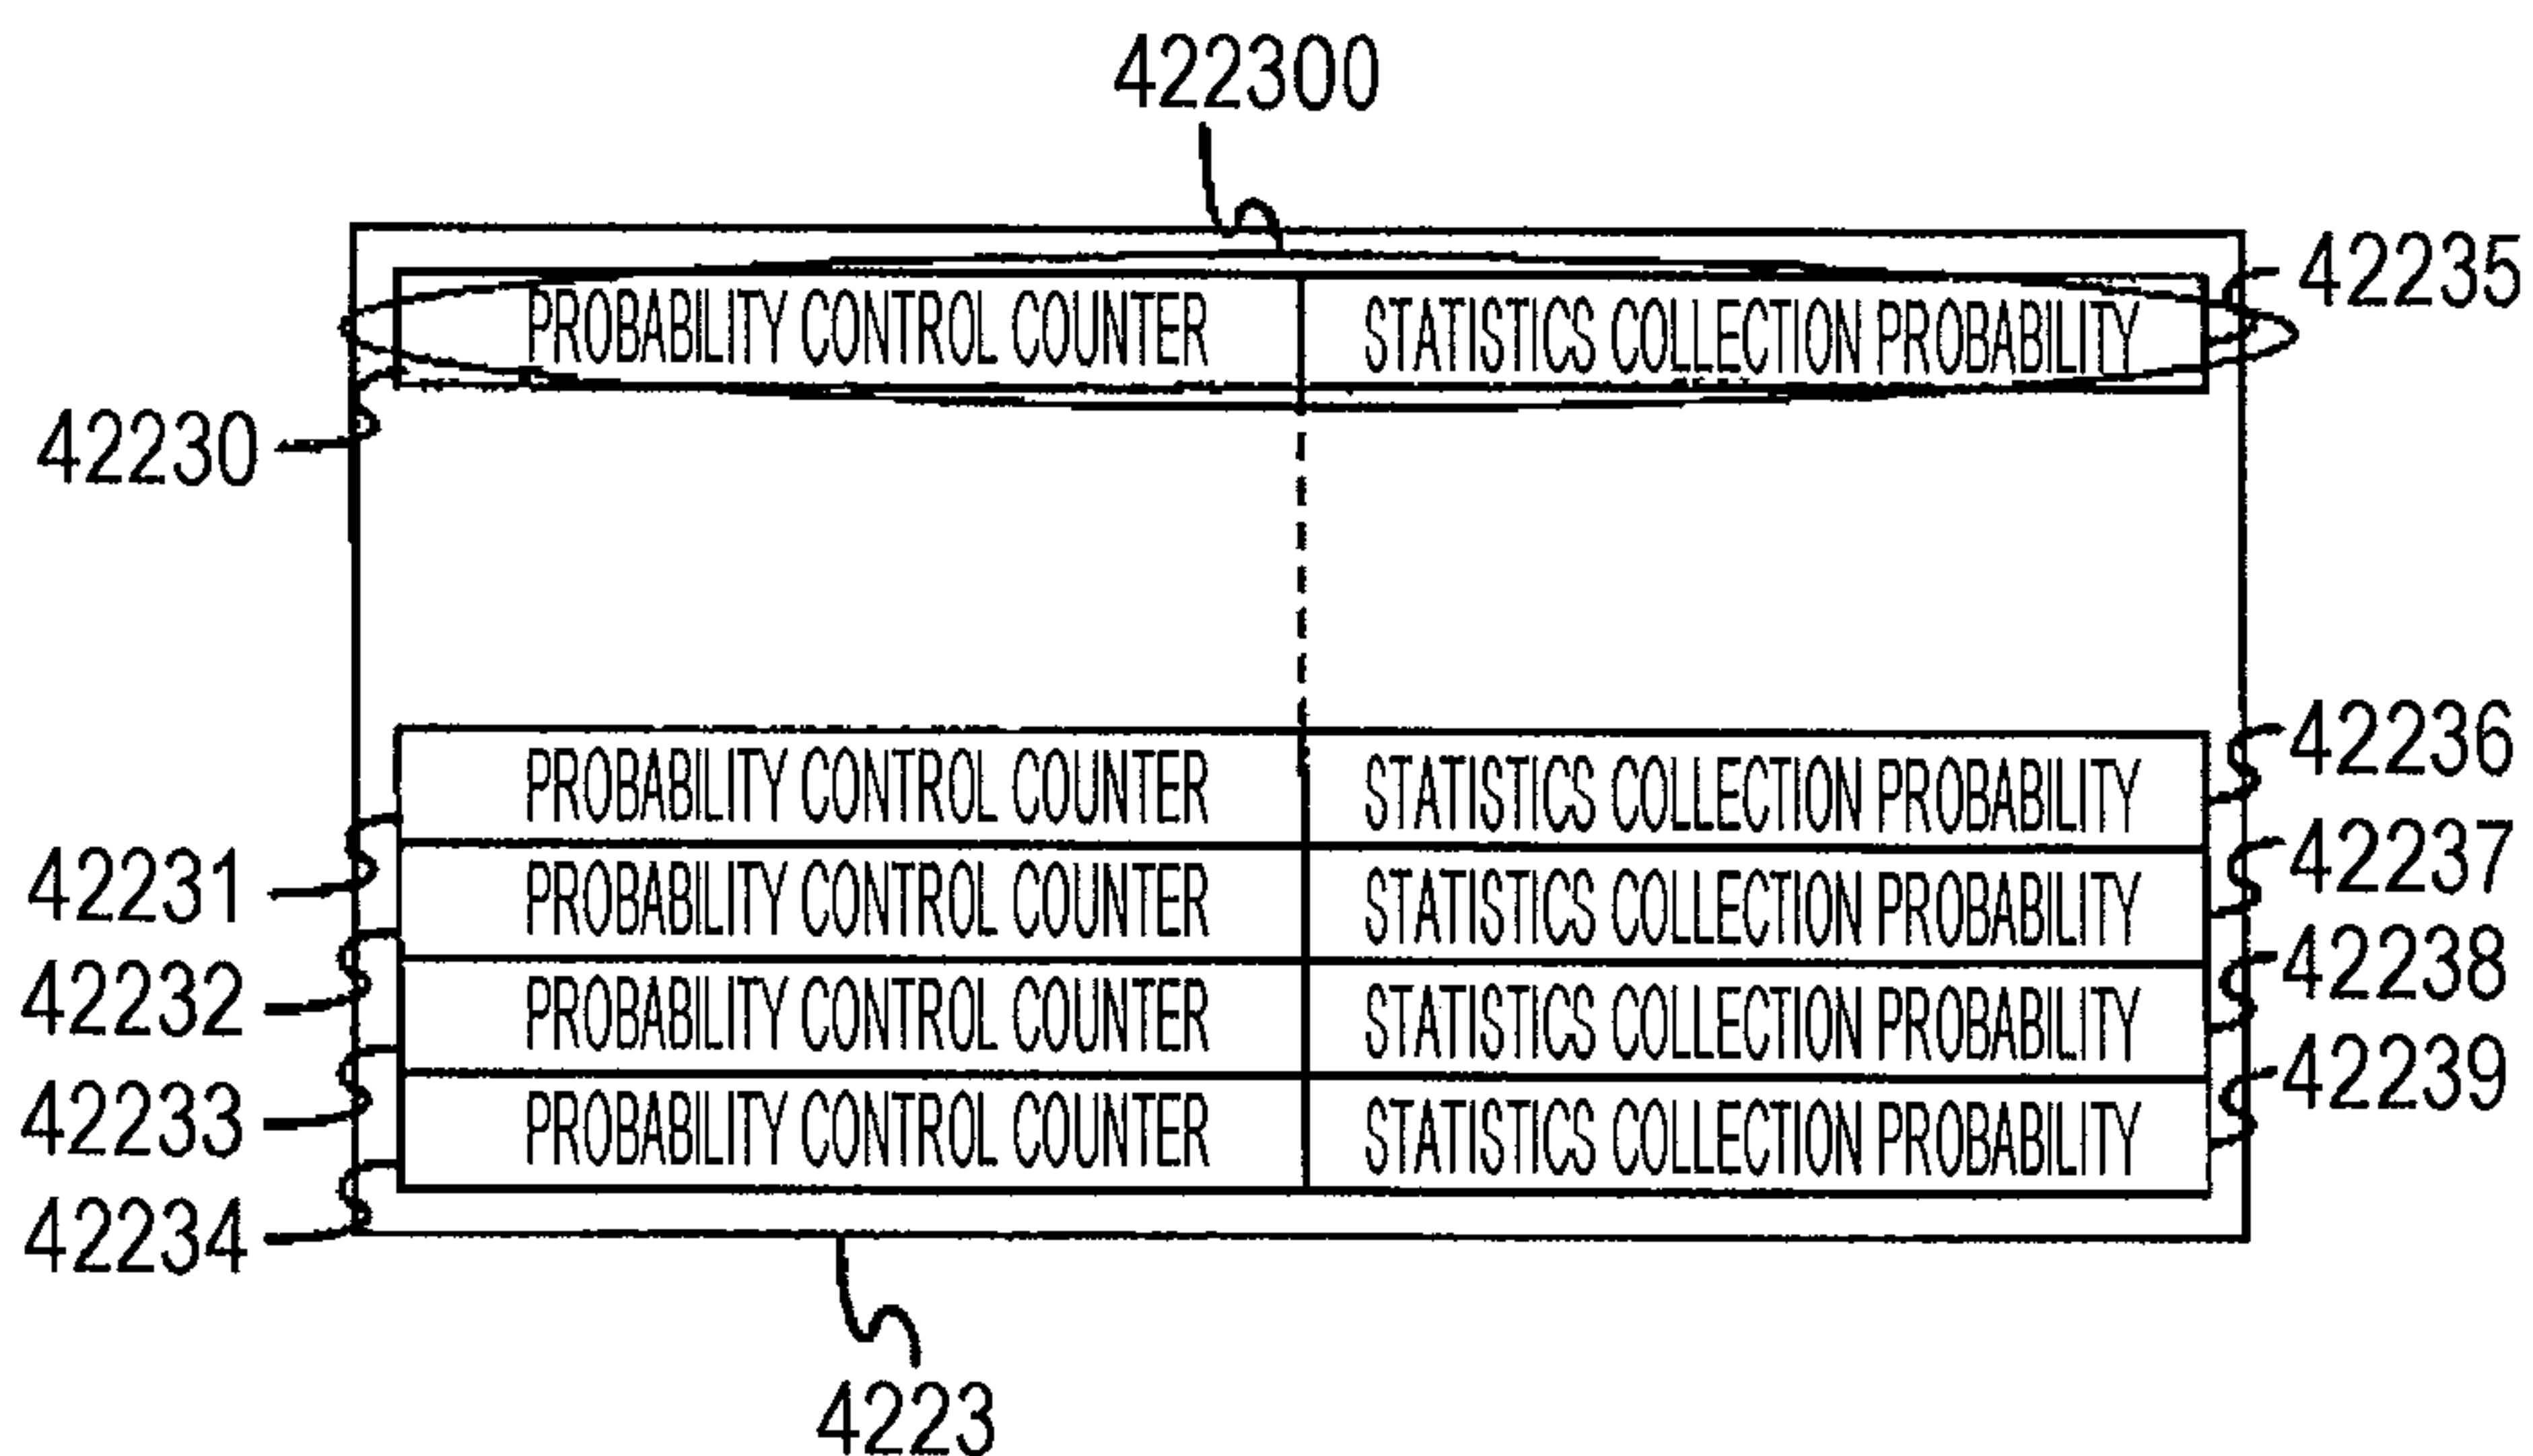 422300
PROBABILITY CONTROL COUNTER STATISTICS COLLECTION PROBABILITY 42235
42230
PROBABILITY CONTROL COUNTER STATISTICS COLLECTION PROBABILITY 42236
42231 PROBABILITY CONTROL COUNTER STATISTICS COLLECTION PROBABILITY 42237
42232 PROBABILITY CONTROL COUNTER STATISTICS COLLECTION PROBABILITY 42238
42233 PROBABILITY CONTROL COUNTER STATISTICS COLLECTION PROBABILITY 42239
42234
4223